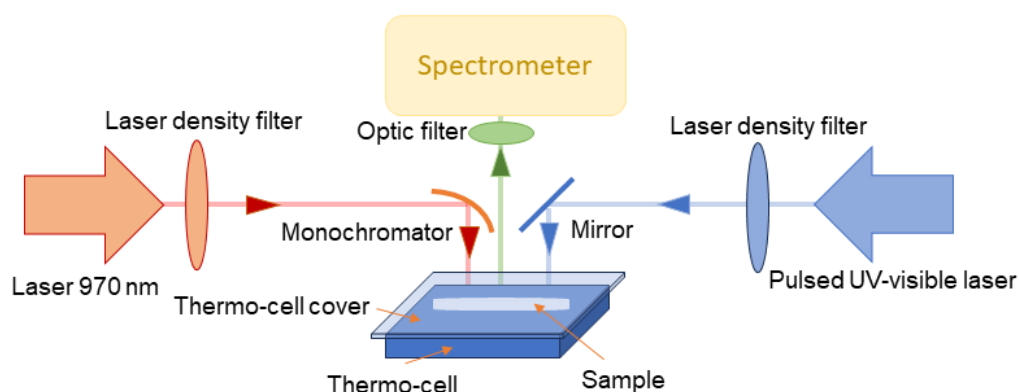 Spectrometer
Laser density filter
Optic filter
Laser density filter
Monochromator
Mirror
Laser 970 nm
Pulsed UV-visible laser
Thermo-cell cover
Thermo-cell
Sample